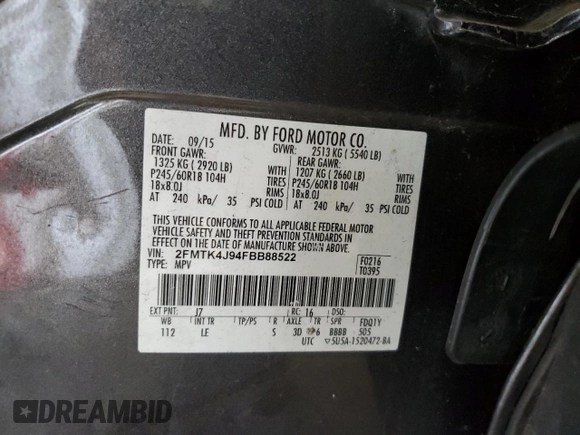 MFD. BY FORD MOTOR CO.
DATE: 09/15 GVWR: 2513 KG ( 5540 LB)
FRONT GAWR: REAR GAWR:
1325 KG ( 2920 LB) WITH 1207 KG ( 2660 LB) WITH
P245/60R18 104H TIRES P245/60R18 104H TIRES
18x8.0J RIMS 18x8.0J RIMS
AT 240 kPa/ 35 PSI COLD AT 240 kPa/ 35 PSI COLD
THIS VEHICLE CONFORMS TO ALL APPLICABLE FEDERAL MOTOR
VEHICLE SAFETY AND THEFT PREVENTION STANDARDS IN
EFFECT ON THE DATE OF MANUFACTURE SHOWN ABOVE.
VIN: 2FMTK4J94FBB88522 F0216
TYPE: MPV T0395
EXT PNT: J7 RC: 16 DSO: FDQ1Y
WB INT TR TP/PS R AXLE TR SPR
112 LE S 3D 6 BBBB 505
UTC 5U5A-1520472-BA
DREAMBID